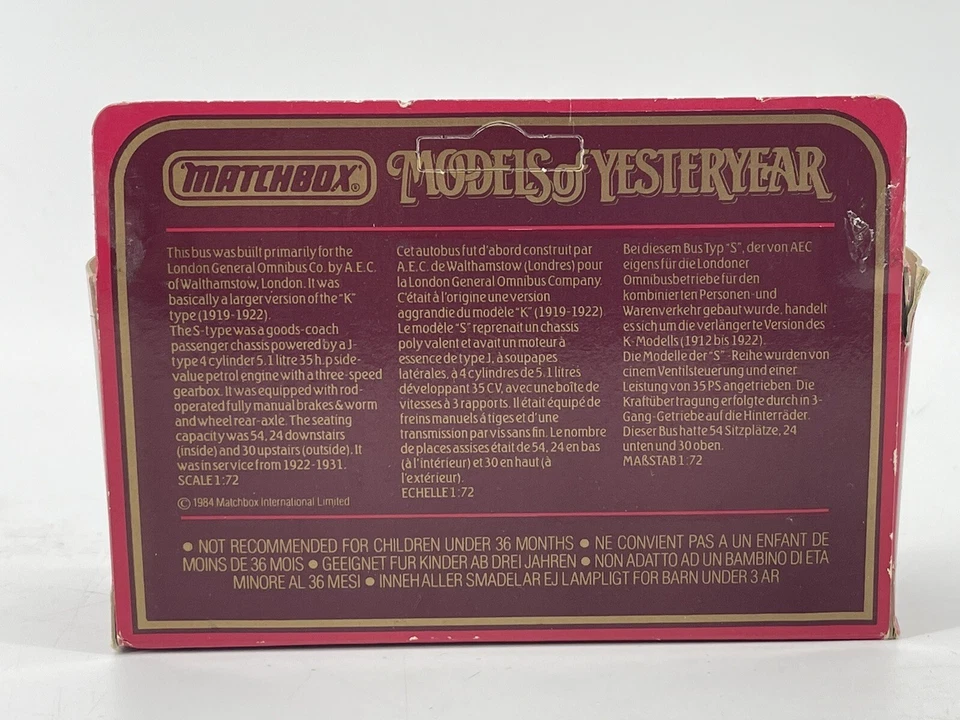 MATCHBOX®
MODELS of YESTERYEAR
This bus was built primarily for the
London General Omnibus Co. by A.E.C.
of Walthamstow, London. It was
basically a larger version of the "K"
type (1919-1922).
The S-type was a goods-coach
passenger chassis powered by a J-
type 4 cylinder 5.1 litre 35 h.p side-
value petrol engine with a three-speed
gearbox. It was equipped with rod-
operated fully manual brakes & worm
and wheel rear-axle. The seating
capacity was 54, 24 downstairs
(inside) and 30 upstairs (outside). It
was in service from 1922-1931.
SCALE 1:72
© 1984 Matchbox International Limited
Cet autobus fut d'abord construit par
A.E.C. de Walthamstow (Londres) pour
la London General Omnibus Company.
C'était à l'origine une version
aggrandie du modèle "K" (1919-1922).
Le modèle "S" reprenait un chassis
poly valent et avait un moteur à
essence de type J, à soupapes
latérales, à 4 cylindres de 5.1 litres
développant 35 CV, avec une boîte de
vitesses à 3 rapports. Il était équipé de
freins manuels à tiges et d'une
transmission par vis sans fin. Le nombre
de places assises était de 54, 24 en bas
(à l'intérieur) et 30 en haut (à
l'extérieur).
ECHELLE 1:72
Bei diesem Bus Typ "S", der von AEC
eigens für die Londoner
Omnibusbetriebe für den
kombinierten Personen-und
Warenverkehr gebaut wurde, handelt
es sich um die verlängerte Version des
K-Modells (1912 bis 1922).
Die Modelle der "S"-Reihe wurden von
einem Ventilsteuerung und einer
Leistung von 35 PS angetrieben. Die
Kraftüber tragung erfolgte durch in 3-
Gang-Getriebe auf die Hinterräder.
Dieser Bus hatte 54 Sitzplätze, 24
unten und 30 oben.
MA&STAB 1:72
● NOT RECOMMENDED FOR CHILDREN UNDER 36 MONTHS ● NE CONVIENT PAS A UN ENFANT DE
MOINS DE 36 MOIS ● GEEIGNET FUR KINDER AB DREI JAHREN ● NON ADATTO AD UN BAMBINO DI ETA
MINORE AL 36 MESI ● INNEHALLER SMADELAR EJ LAMPLIGT FOR BARN UNDER 3 AR